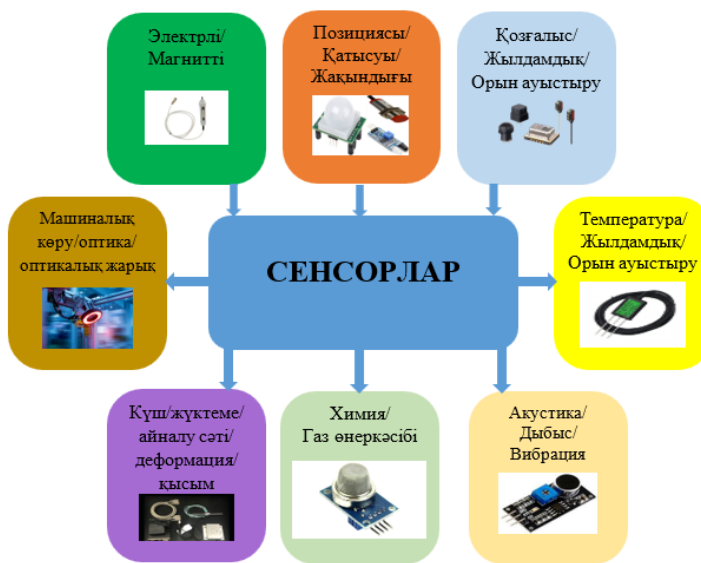 Электрлі/
Магнитті
Позициясы/
Қатысуы/
Жақындығы
Қозғалыс/
Жылдамдық/
Орын ауыстыру
Машиналық
көру/оптика/
оптикалық жарық
СЕНСОРЛАР
Температура/
Жылдамдық/
Орын ауыстыру
Күш/жүктеме/
айналу сәті/
деформация/
қысым
Химия/
Газ өнеркәсібі
Акустика/
Дыбыс/
Вибрация